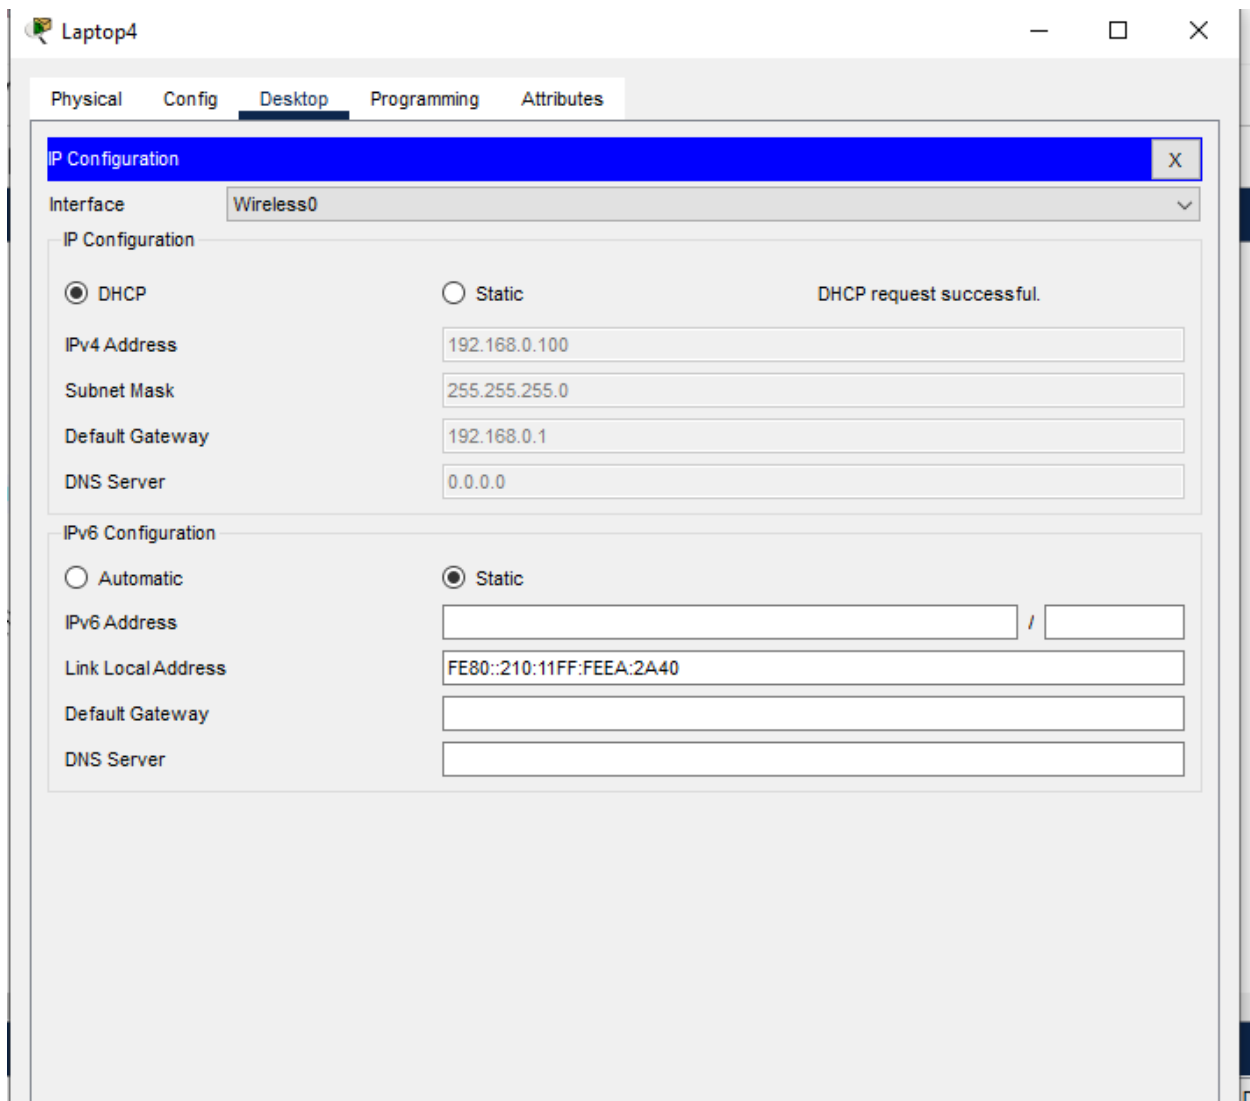 Laptop4
Physical Config Desktop Programming Attributes
IP Configuration X
Interface Wireless0
IP Configuration
DHCP Static DHCP request successful.
IPv4 Address 192.168.0.100
Subnet Mask 255.255.255.0
Default Gateway 192.168.0.1
DNS Server 0.0.0.0
IPv6 Configuration
Automatic Static
IPv6 Address /
Link Local Address FE80::210:11FF:FEEA:2A40
Default Gateway
DNS Server